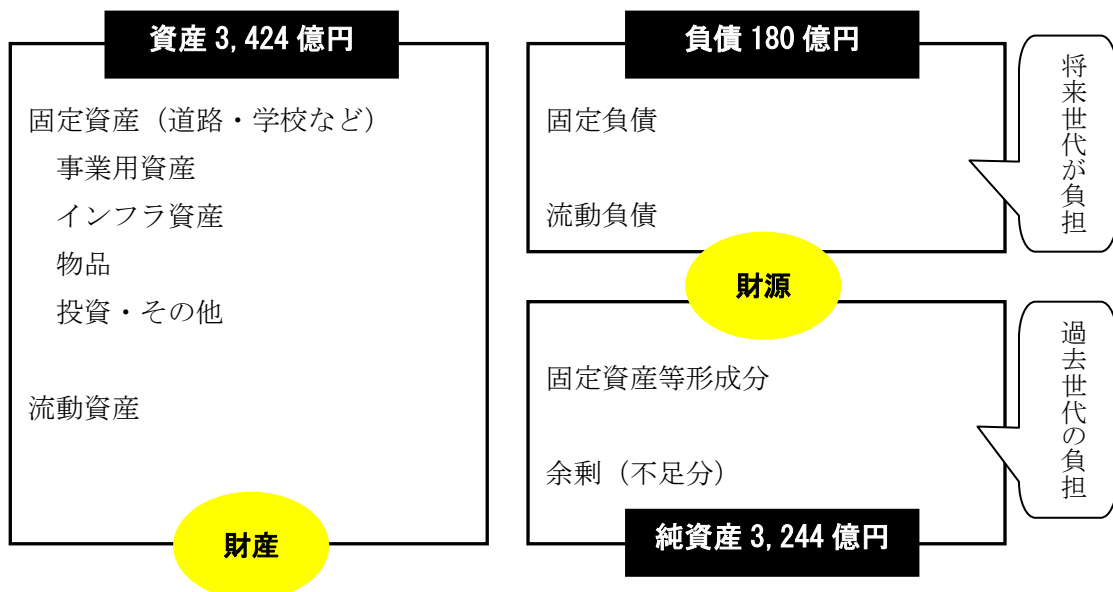 資産 3,424 億円
固定資産（道路・学校など）
事業用資産
インフラ資産
物品
投資・その他
流動資産
財産
負債 180 億円
固定負債
流動負債
将来世代が負担
財源
固定資産等形成分
余剰（不足分）
純資産 3,244 億円
過去世代の負担